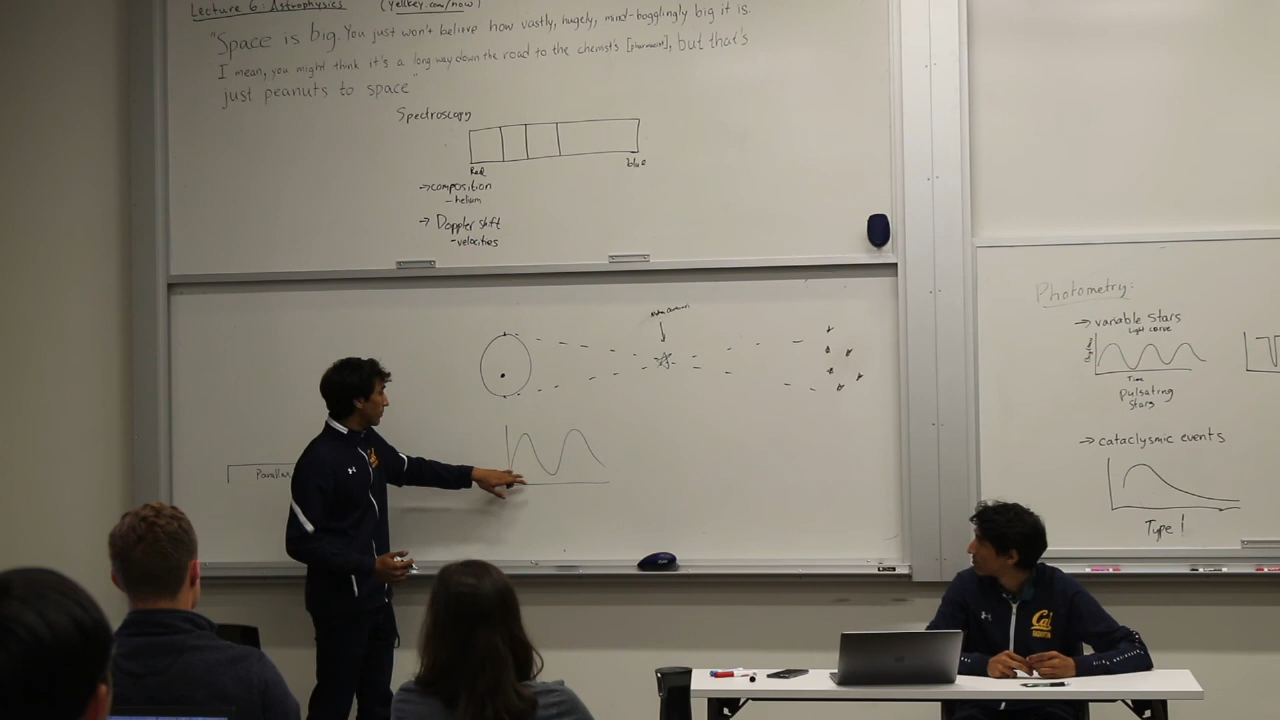 Lecture 6: Astrophysics (yellkey.com/now)
"Space is big. You just won't believe how vastly, hugely, mind-bogglingly big it is.
I mean, you might think it's a long way down the road to the chemist's [pharmacist], but that's
just peanuts to space"
Spectroscopy
Red
blue
→composition
- helium
→ Doppler shift
- velocities
Parallax
Photometry:
→ variable stars
Light curve
Time
Pulsating
Stars
→ cataclysmic events
Type 1
Cal